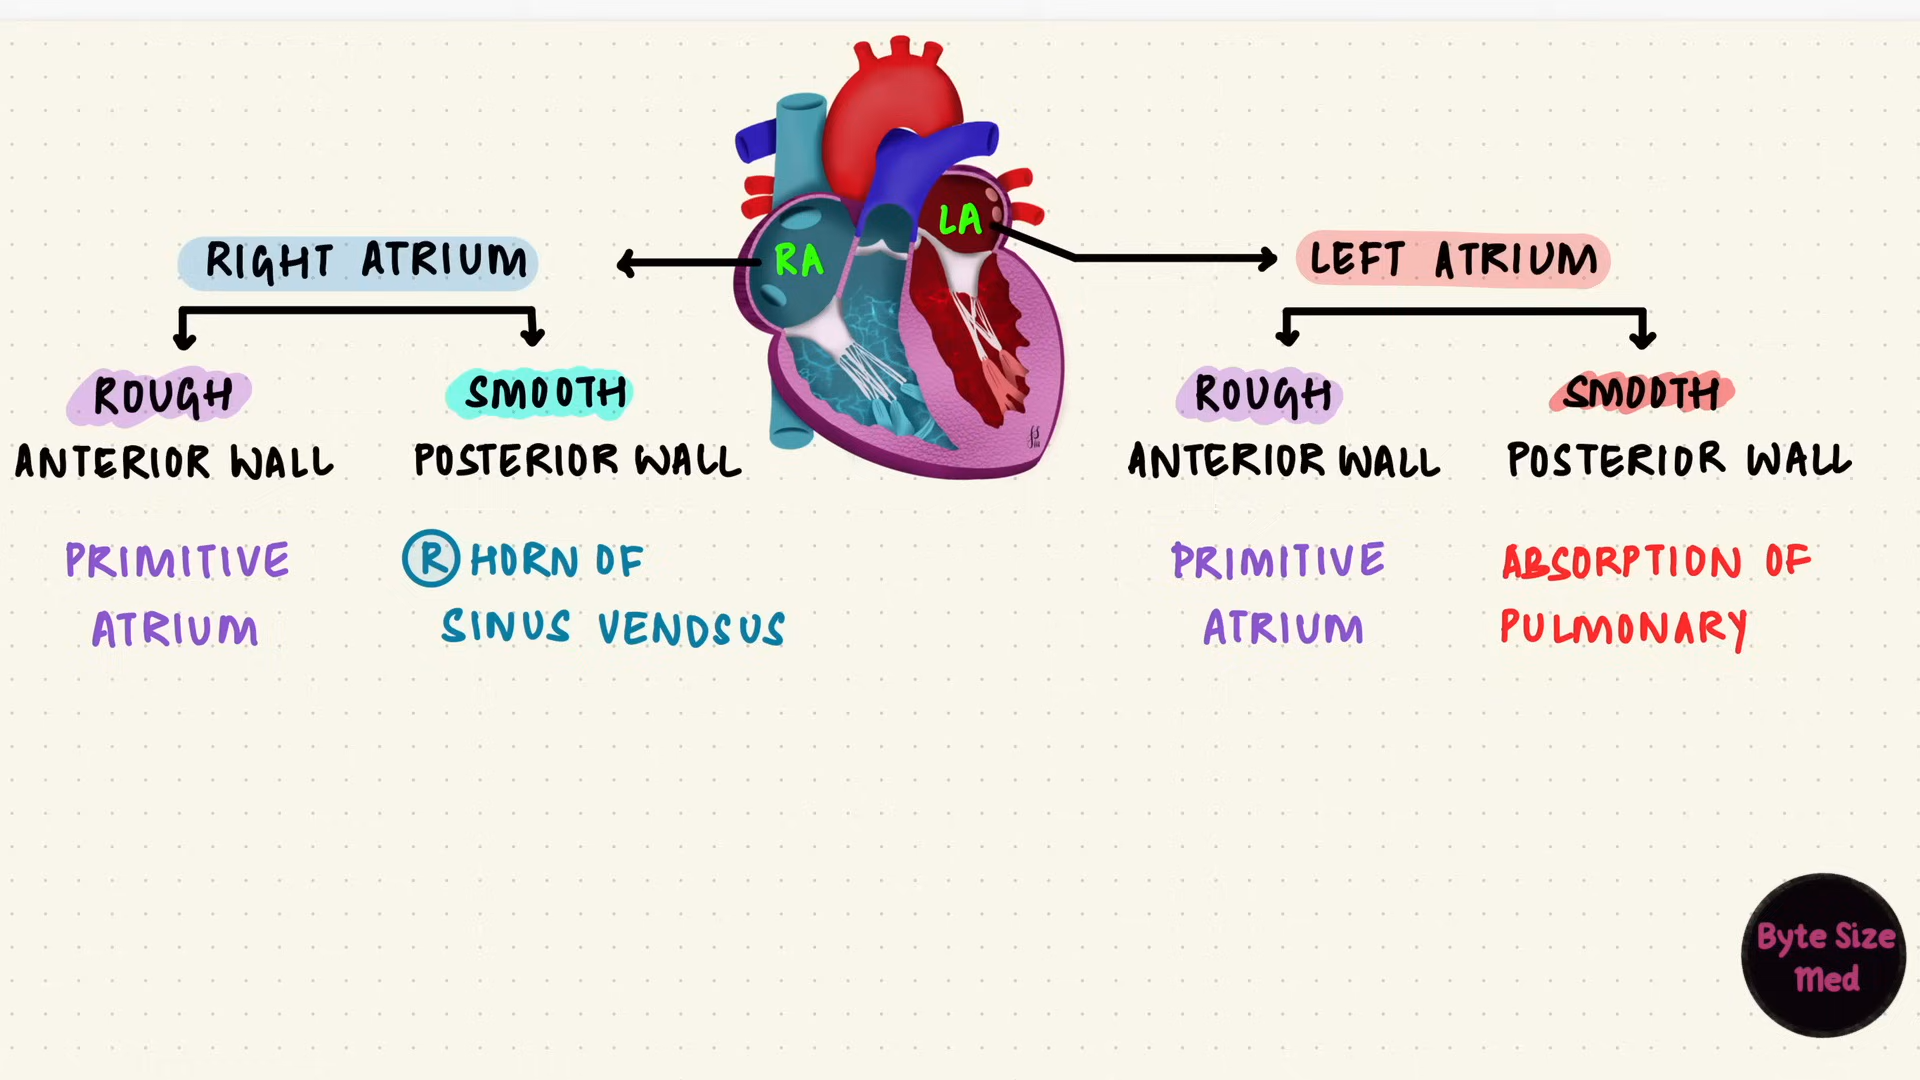 RA
LA
RIGHT ATRIUM
LEFT ATRIUM
ROUGH
SMOOTH
ANTERIOR WALL
POSTERIOR WALL
PRIMITIVE
ATRIUM
R HORN OF
SINUS VENOSUS
ROUGH
SMOOTH
ANTERIOR WALL
POSTERIOR WALL
PRIMITIVE
ATRIUM
ABSORPTION OF
PULMONARY
Byte Size
Med